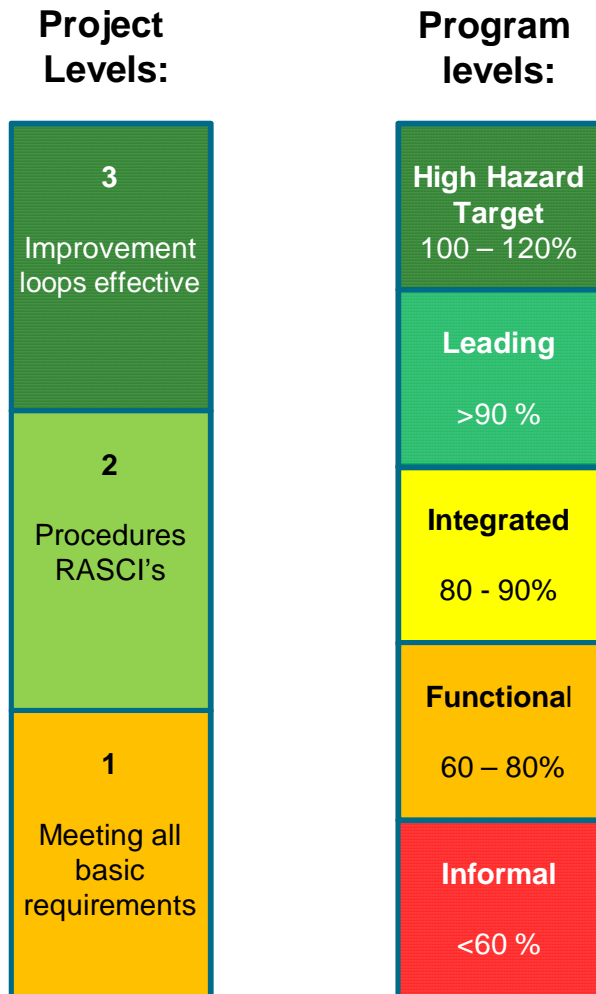 Project
Levels:
3
Improvement
loops effective
2
Procedures
RASCI's
1
Meeting all
basic
requirements
Program
levels:
High Hazard
Target
100 – 120%
Leading
>90 %
Integrated
80 - 90%
Functional
60 – 80%
Informal
<60 %